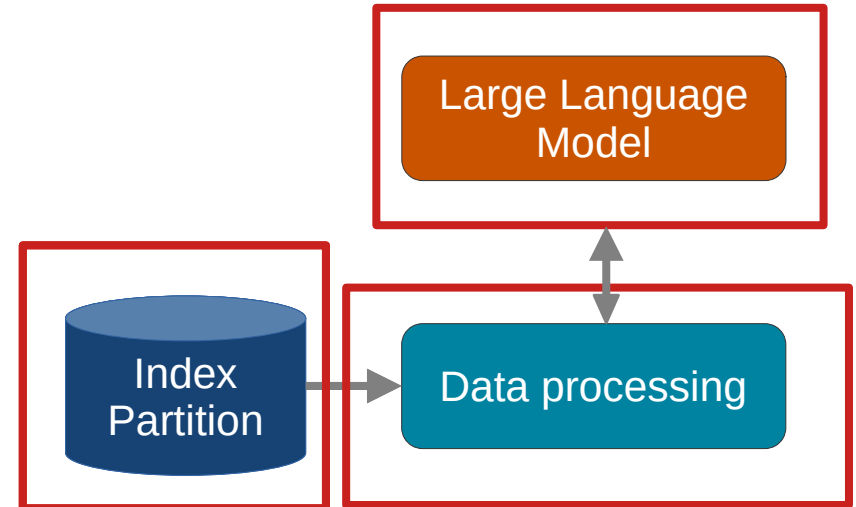 Large Language
Model
Index
Partition
Data processing